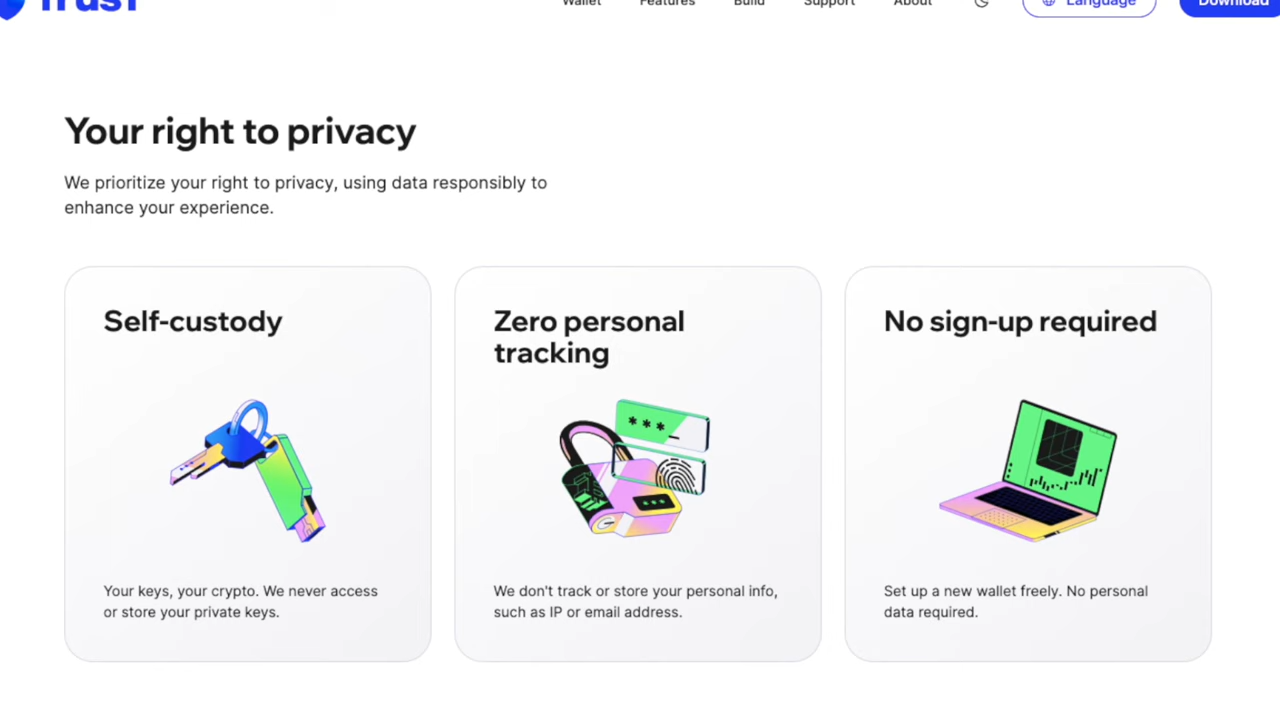 Trust
Wallet Features Build Support About Language Download
Your right to privacy
We prioritize your right to privacy, using data responsibly to
enhance your experience.
Self-custody
Your keys, your crypto. We never access
or store your private keys.
Zero personal
tracking
***_
We don't track or store your personal info,
such as IP or email address.
No sign-up required
Set up a new wallet freely. No personal
data required.